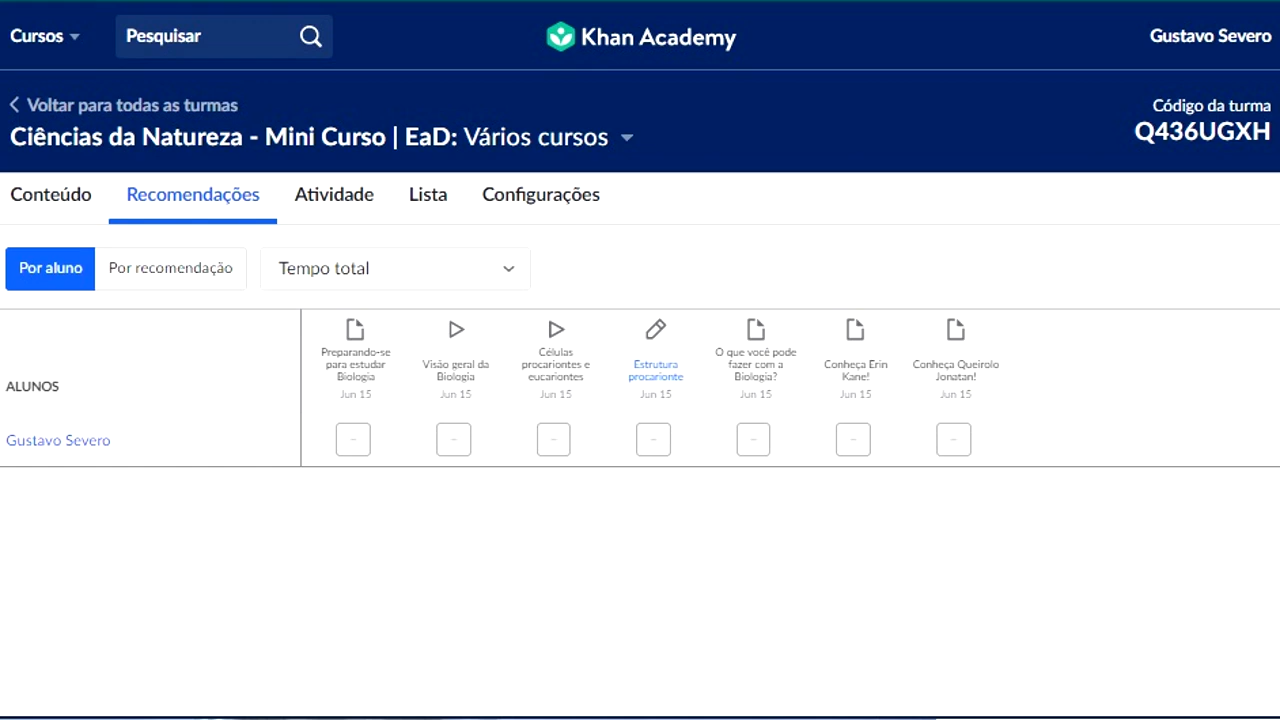 Cursos
Pesquisar
Khan Academy
Gustavo Severo
Voltar para todas as turmas
Código da turma
Ciências da Natureza - Mini Curso | EaD: Vários cursos
Q436UGXH
Conteúdo
Recomendações
Atividade
Lista
Configurações
Por aluno
Por recomendação
Tempo total
ALUNOS
Preparando-se
para estudar
Biologia
Jun 15
Visão geral da
Biologia
Jun 15
Células
procariontes e
eucariontes
Jun 15
Estrutura
procarionte
Jun 15
O que você pode
fazer com a
Biologia?
Jun 15
Conheça Erin
Kane!
Jun 15
Conheça Queirolo
Jonatan!
Jun 15
Gustavo Severo
– – – – – – –